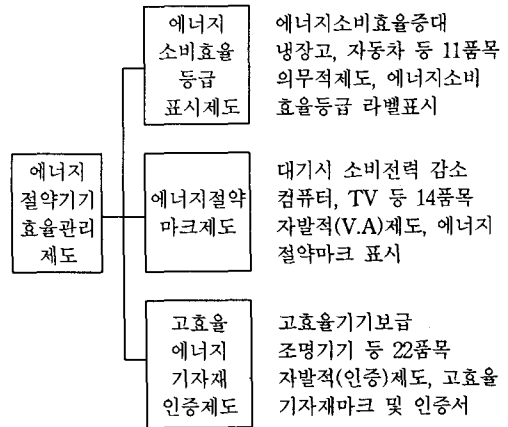 에너지
절약기기
효율관리
제도
에너지
소비효율
등급
표시제도
에너지소비효율증대
냉장고, 자동차 등 11품목
의무적제도, 에너지소비
효율등급 라벨표시
에너지절약
마크제도
대기시 소비전력 감소
컴퓨터, TV 등 14품목
자발적(V.A)제도, 에너지
절약마크 표시
고효율
에너지
기자재
인증제도
고효율기기보급
조명기기 등 22품목
자발적(인증)제도, 고효율
기자재마크 및 인증서